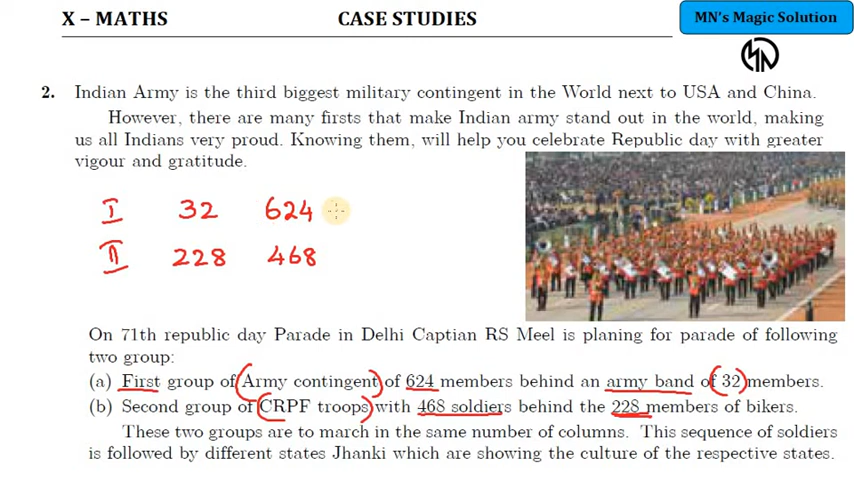 X – MATHS CASE STUDIES MN's Magic Solution
2. Indian Army is the third biggest military contingent in the World next to USA and China.
However, there are many firsts that make Indian army stand out in the world, making
us all Indians very proud. Knowing them, will help you celebrate Republic day with greater
vigour and gratitude.
I 32 624
II 228 468
On 71th republic day Parade in Delhi Captian RS Meel is planing for parade of following
two group:
(a) First group of Army contingent of 624 members behind an army band of 32 members.
(b) Second group of CRPF troops with 468 soldiers behind the 228 members of bikers.
These two groups are to march in the same number of columns. This sequence of soldiers
is followed by different states Jhanki which are showing the culture of the respective states.